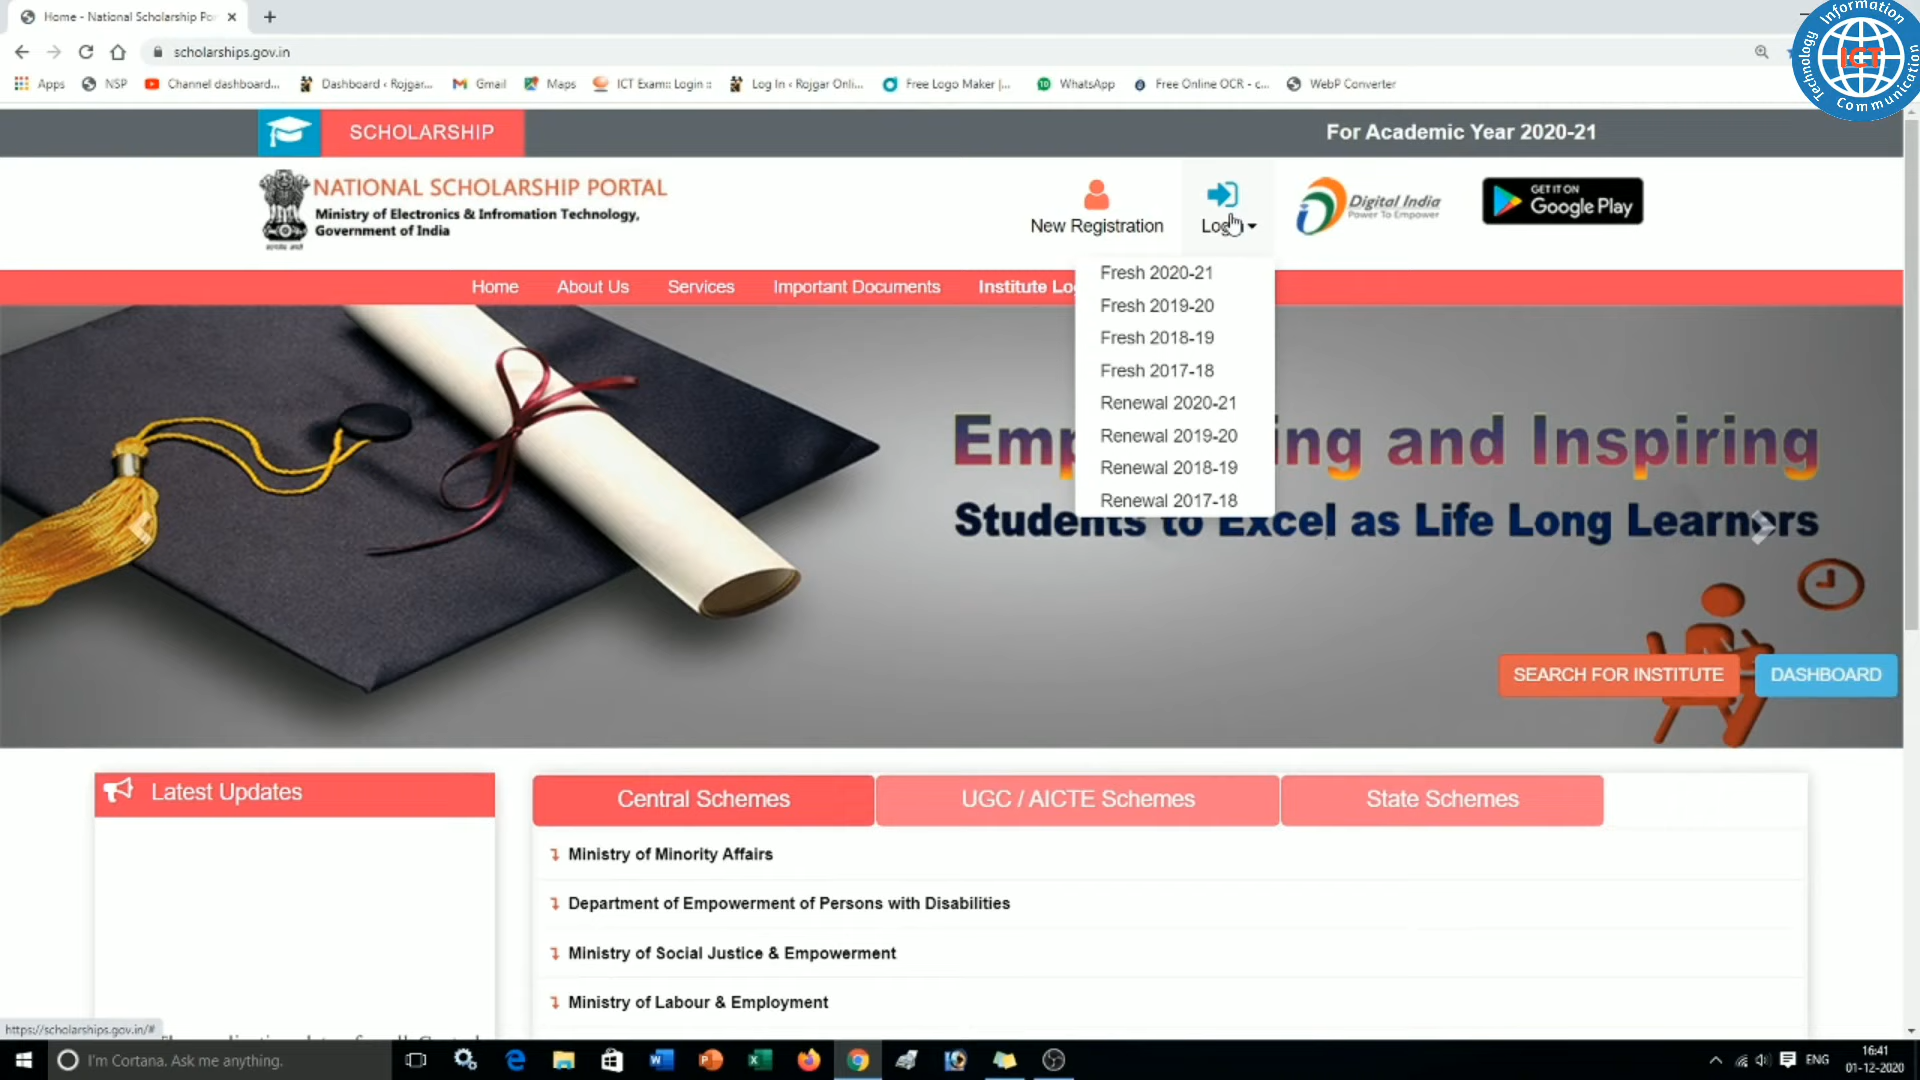 Home - National Scholarship Po
scholarships.gov.in
Apps
NSP
Channel dashboard...
Dashboard ‹ Rojgar...
Gmail
Maps
ICT Exam:: Login ::
Log In ‹ Rojgar Onli...
Free Logo Maker |...
WhatsApp
Free Online OCR - c...
WebP Converter
Information
Communication
Technology
ICT
SCHOLARSHIP
For Academic Year 2020-21
NATIONAL SCHOLARSHIP PORTAL
Ministry of Electronics & Infromation Technology,
Government of India
New Registration
Digital India
Power To Empower
GET IT ON
Google Play
Home
About Us
Services
Important Documents
Institute
Fresh 2020-21
Fresh 2019-20
Fresh 2018-19
Fresh 2017-18
Renewal 2020-21
Renewal 2019-20
Renewal 2018-19
Renewal 2017-18
and Inspiring
Students to Excel as Life Long Learners
SEARCH FOR INSTITUTE
DASHBOARD
Latest Updates
Central Schemes
UGC / AICTE Schemes
State Schemes
Ministry of Minority Affairs
Department of Empowerment of Persons with Disabilities
Ministry of Social Justice & Empowerment
Ministry of Labour & Employment
https://scholarships.gov.in/#
I'm Cortana. Ask me anything.
ENG
16:41
01-12-2020